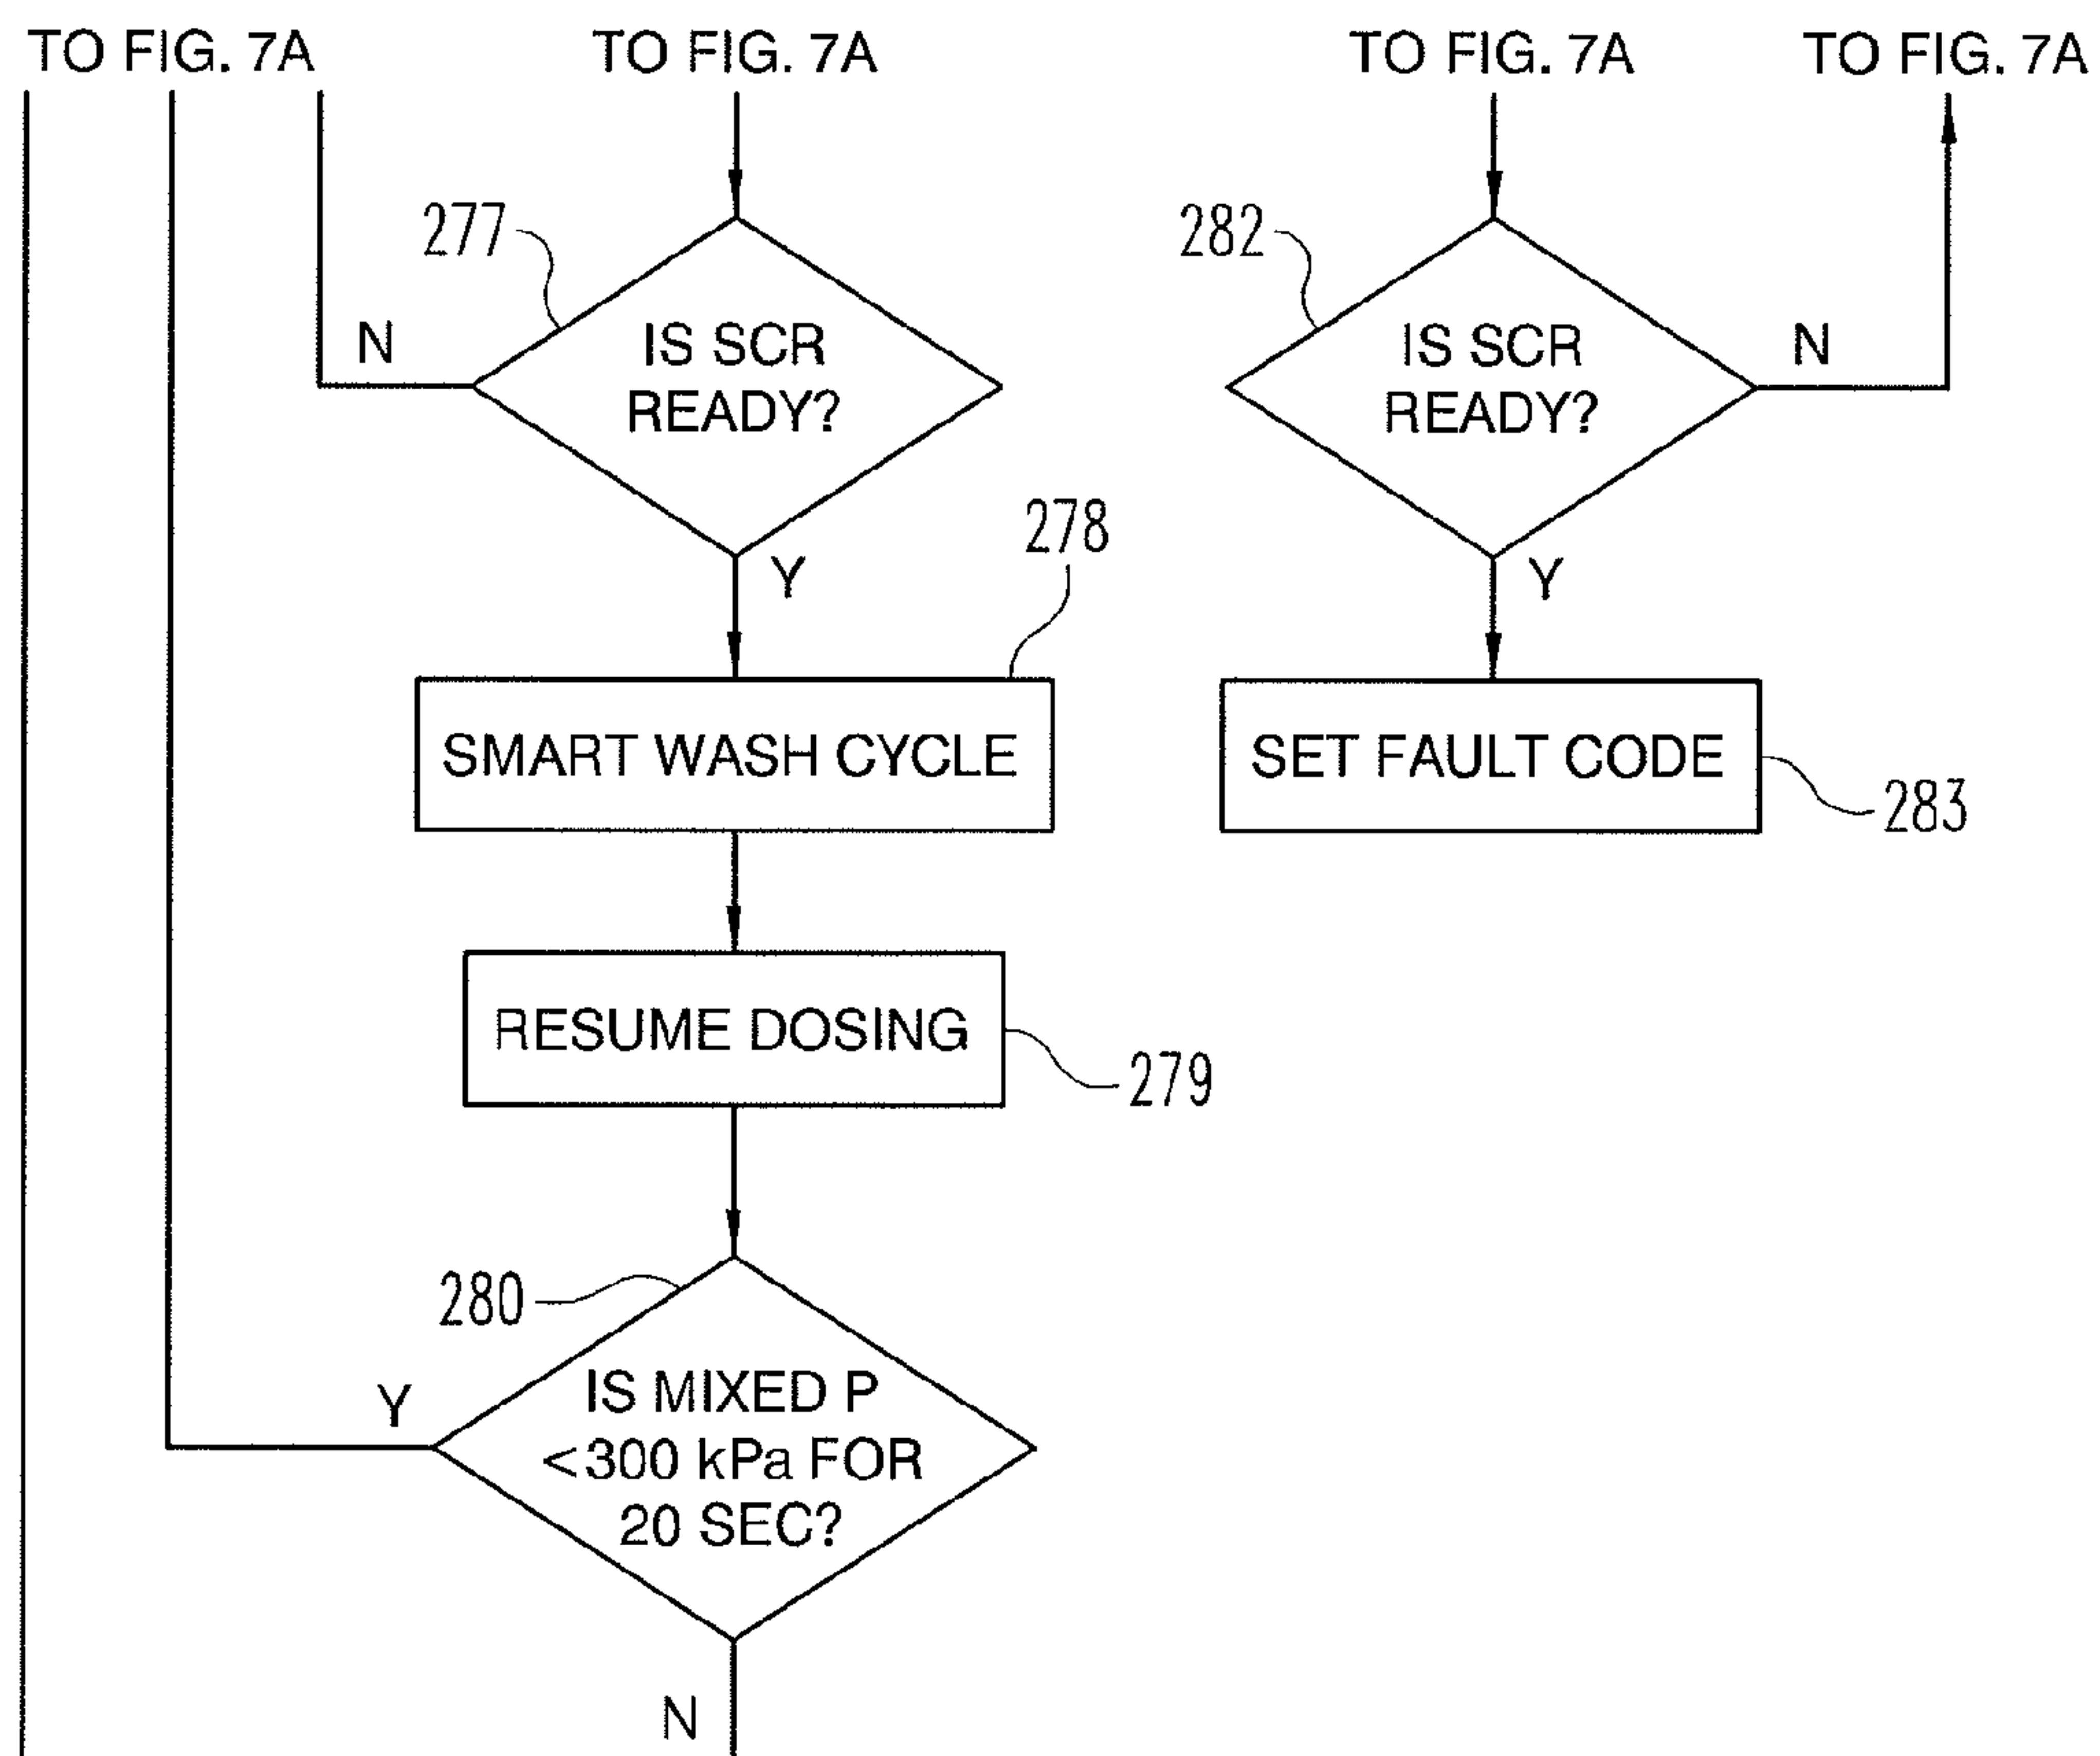 TO FIG. 7A
TO FIG. 7A
TO FIG. 7A
TO FIG. 7A
277
IS SCR
READY?
N
Y
282
IS SCR
READY?
N
Y
278
SMART WASH CYCLE
SET FAULT CODE
283
RESUME DOSING
279
280
IS MIXED P
<300 kPa FOR
20 SEC?
Y
N